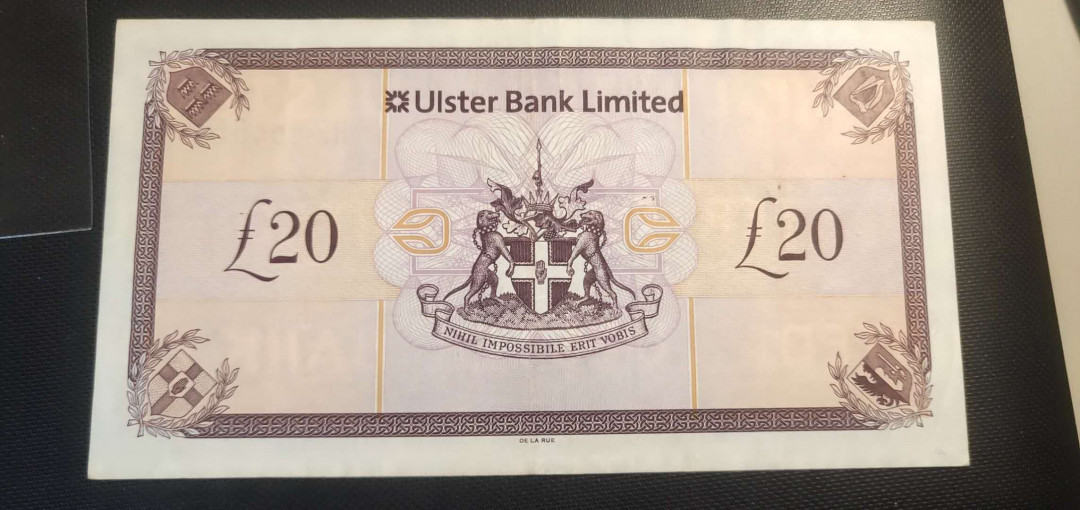 Ulster Bank Limited
£20
£20
NIHIL IMPOSSIBILE ERIT VOBIS
DE LA RUE